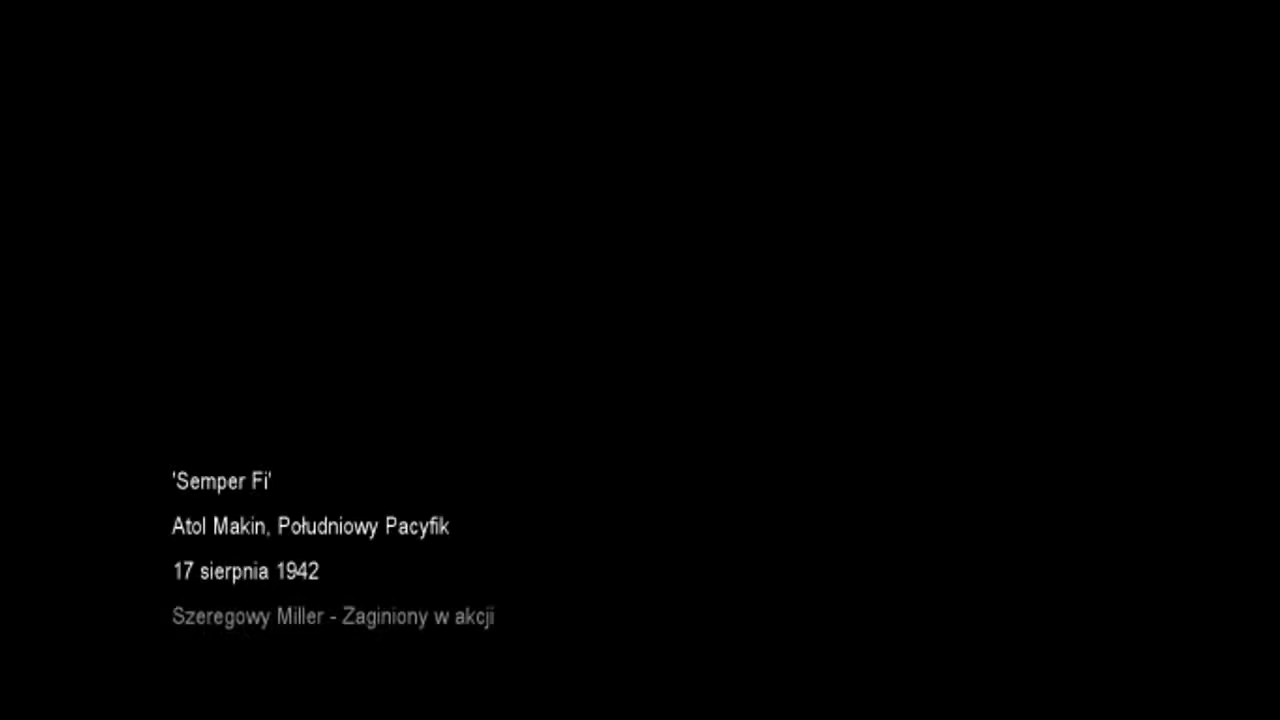 'Semper Fi'
Atol Makin, Południowy Pacyfik
17 sierpnia 1942
Szeregowy Miller - Zaginiony w akcji